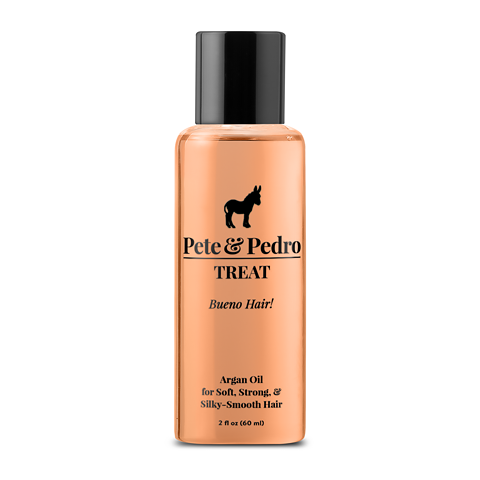 Pete & Pedro
TREAT
Bueno Hair!
Argan Oil
for Soft, Strong, &
Silky-Smooth Hair
2 fl oz (60 ml)